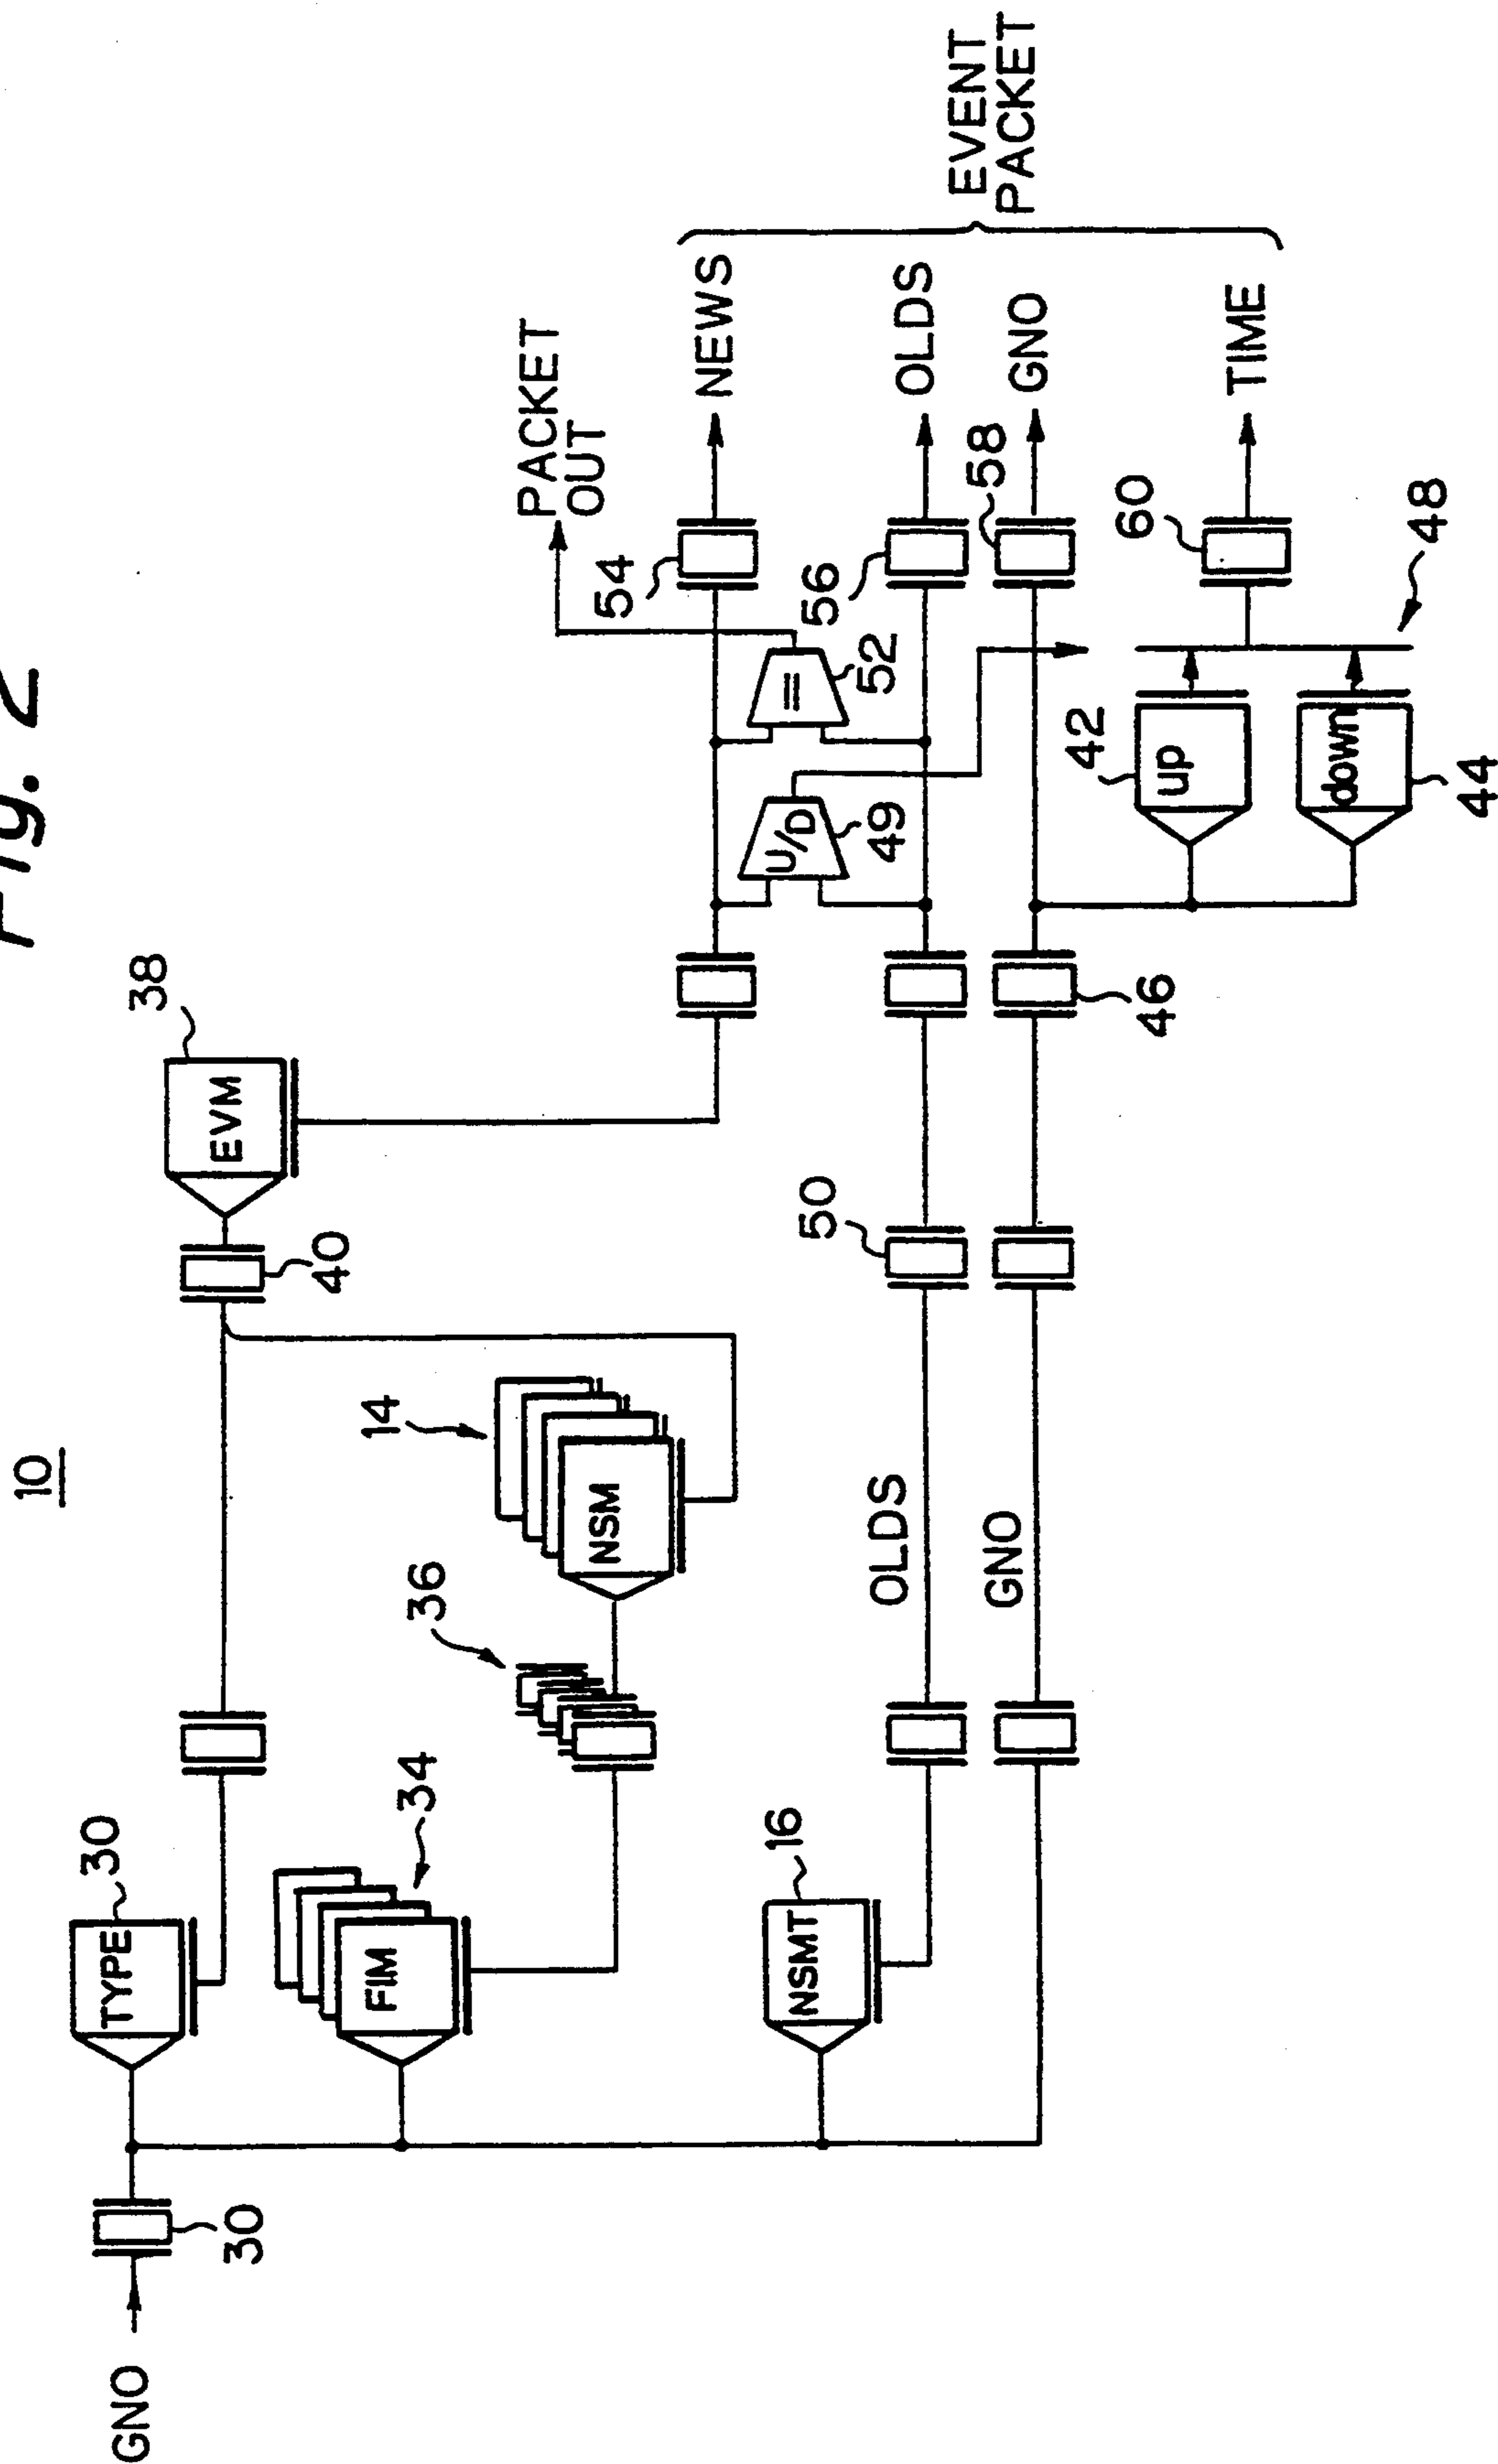 Fig. 2
10
GNO
30
TYPE
30
FIM
34
36
NSM
14
40
EVM
38
NSMT
16
OLDS
50
GNO
46
U/D
49
=
52
PACKET
OUT
54
NEWS
56
OLDS
58
GNO
up
42
down
44
48
60
TIME
EVENT
PACKET